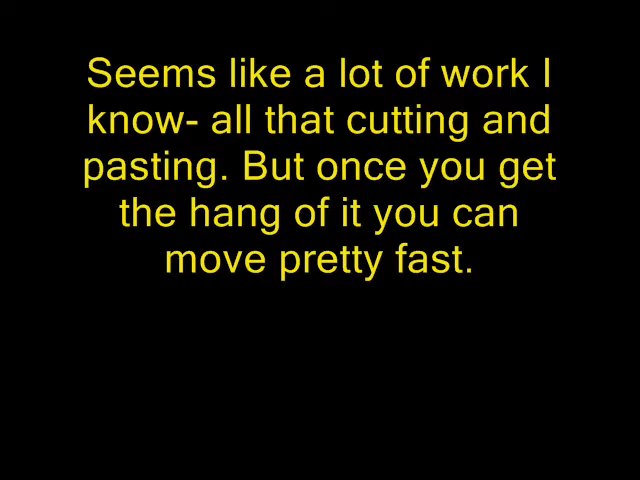 Seems like a lot of work I
know- all that cutting and
pasting. But once you get
the hang of it you can
move pretty fast.